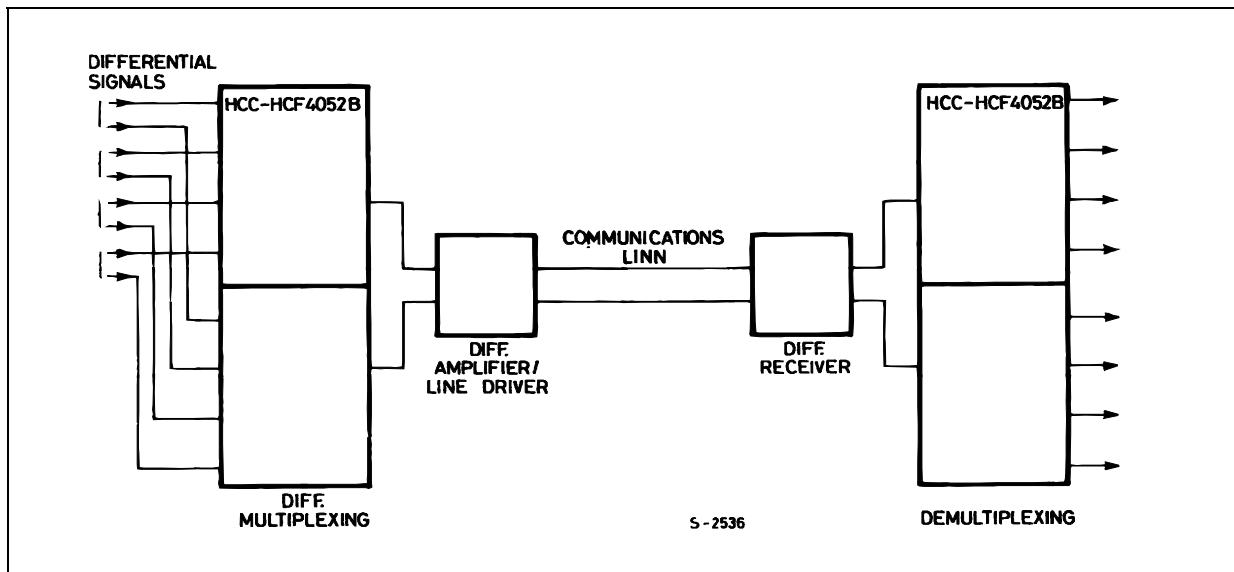 DIFFERENTIAL
SIGNALS
HCC-HCF4052B
HCC-HCF4052B
COMMUNICATIONS
LINN
DIFF.
AMPLIFIER/
LINE DRIVER
DIFF.
RECEIVER
DIFF.
MULTIPLEXING
S-2536
DEMULTIPLEXING